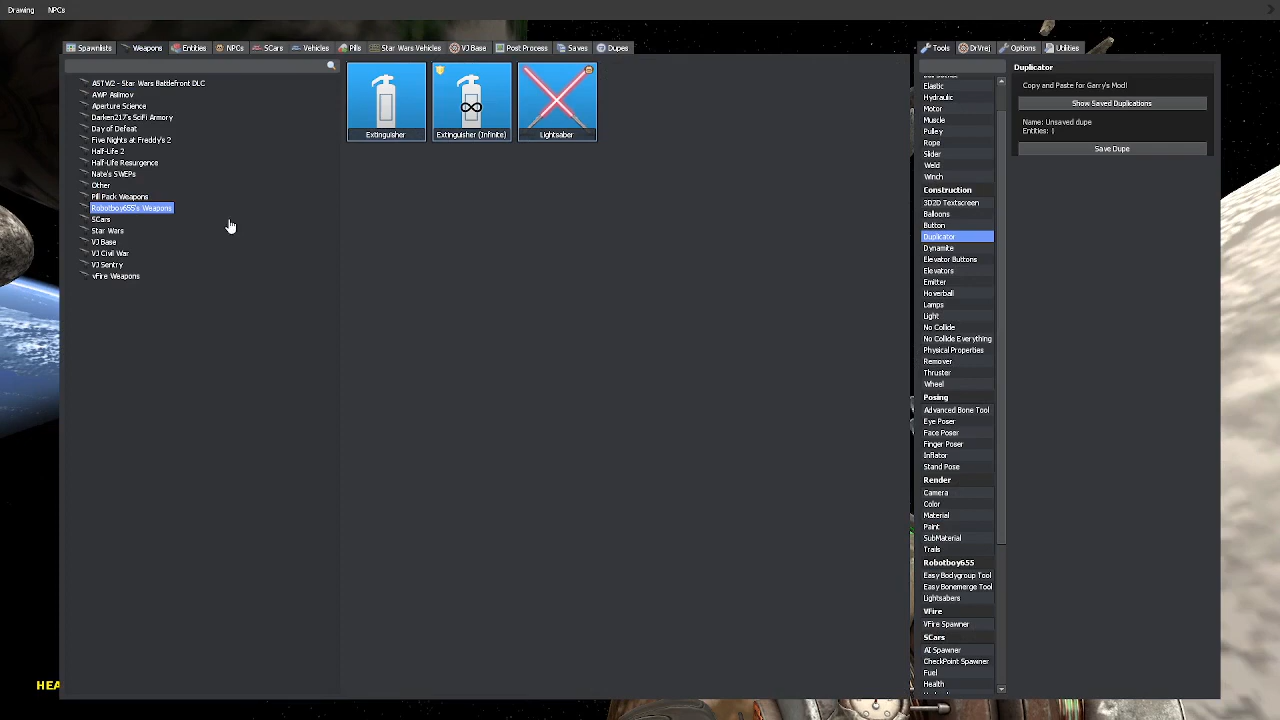 Drawing NPCs
Spawnlists Weapons Entities NPCs SCars Vehicles Pills Star Wars Vehicles VJ Base Post Process Saves Dupes
ASTW2 - Star Wars Battlefront DLC
AWP Asiimov
Aperture Science
Darken217's SciFi Armory
Day of Defeat
Five Nights at Freddy's 2
Half-Life 2
Half-Life Resurgence
Nate's SWEPs
Other
Pill Pack Weapons
Robotboy655's Weapons
SCars
Star Wars
VJ Base
VJ Civil War
VJ Sentry
vFire Weapons
Extinguisher
Extinguisher (Infinite)
Lightsaber
Tools DrVrej Options Utilities
Elastic
Hydraulic
Motor
Muscle
Pulley
Rope
Slider
Weld
Winch
Construction
3D2D Textscreen
Balloons
Button
Duplicator
Dynamite
Elevator Buttons
Elevators
Emitter
Hoverball
Lamps
Light
No Collide
No Collide Everything
Physical Properties
Remover
Thruster
Wheel
Posing
Advanced Bone Tool
Eye Poser
Face Poser
Finger Poser
Inflator
Stand Pose
Render
Camera
Color
Material
Paint
SubMaterial
Trails
Robotboy655
Easy Bodygroup Tool
Easy Bonemerge Tool
Lightsabers
VFire
VFire Spawner
SCars
AI Spawner
CheckPoint Spawner
Fuel
Health
Duplicator
Copy and Paste for Garry's Mod!
Show Saved Duplications
Name: Unsaved dupe
Entities: 1
Save Dupe
HEA